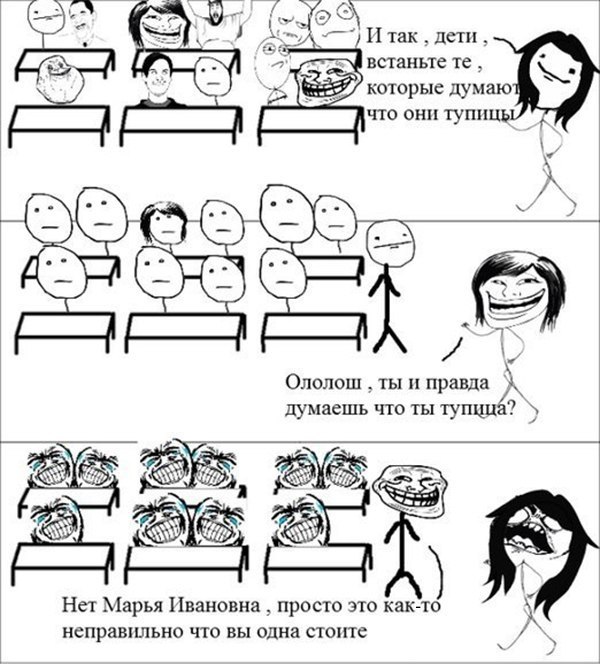 И так , дети ,
встаньте те ,
которые думают
что они тупицы
Ололош , ты и правда
думаешь что ты тупица?
Нет Марья Ивановна , просто это как-то
неправильно что вы одна стоите